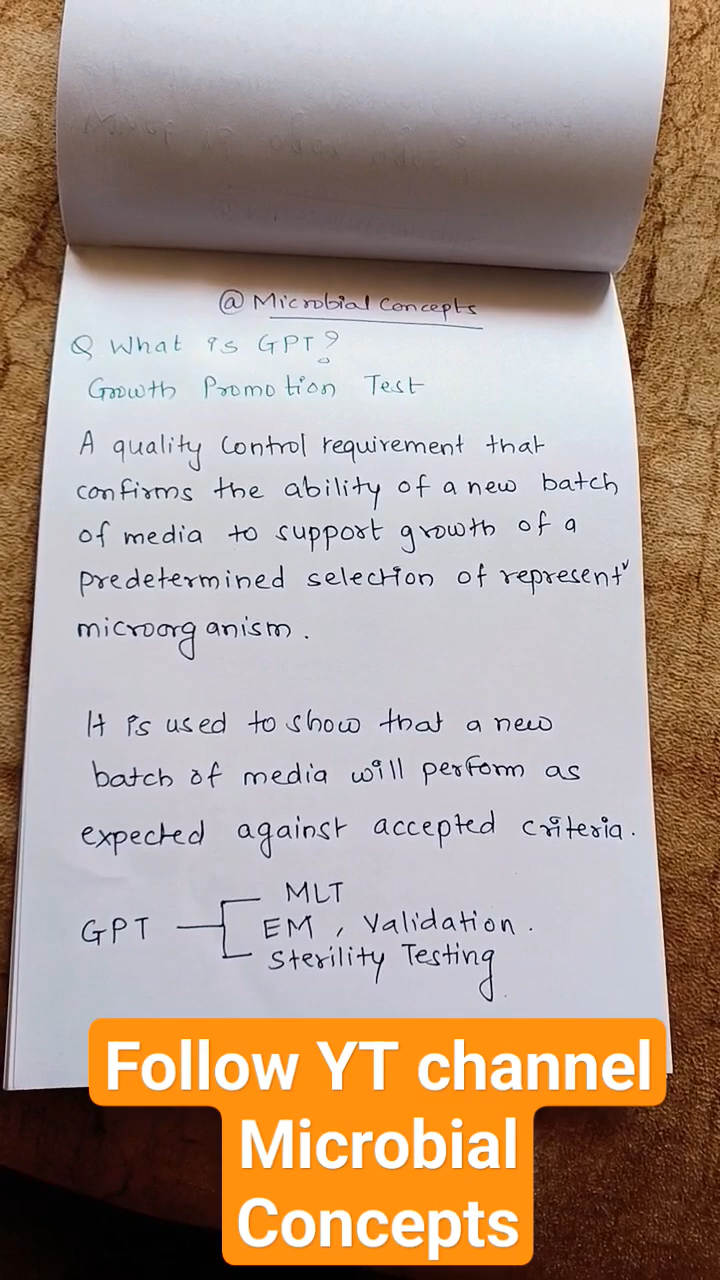 @ Microbial Concepts
Q What is GPT?
Growth Promotion Test
A quality control requirement that
confirms the ability of a new batch
of media to support growth of a
predetermined selection of represent
microorganism.
It is used to show that a new
batch of media will perform as
expected against accepted criteria.
MLT
GPT EM, Validation.
Sterility Testing
Follow YT channel
Microbial
Concepts